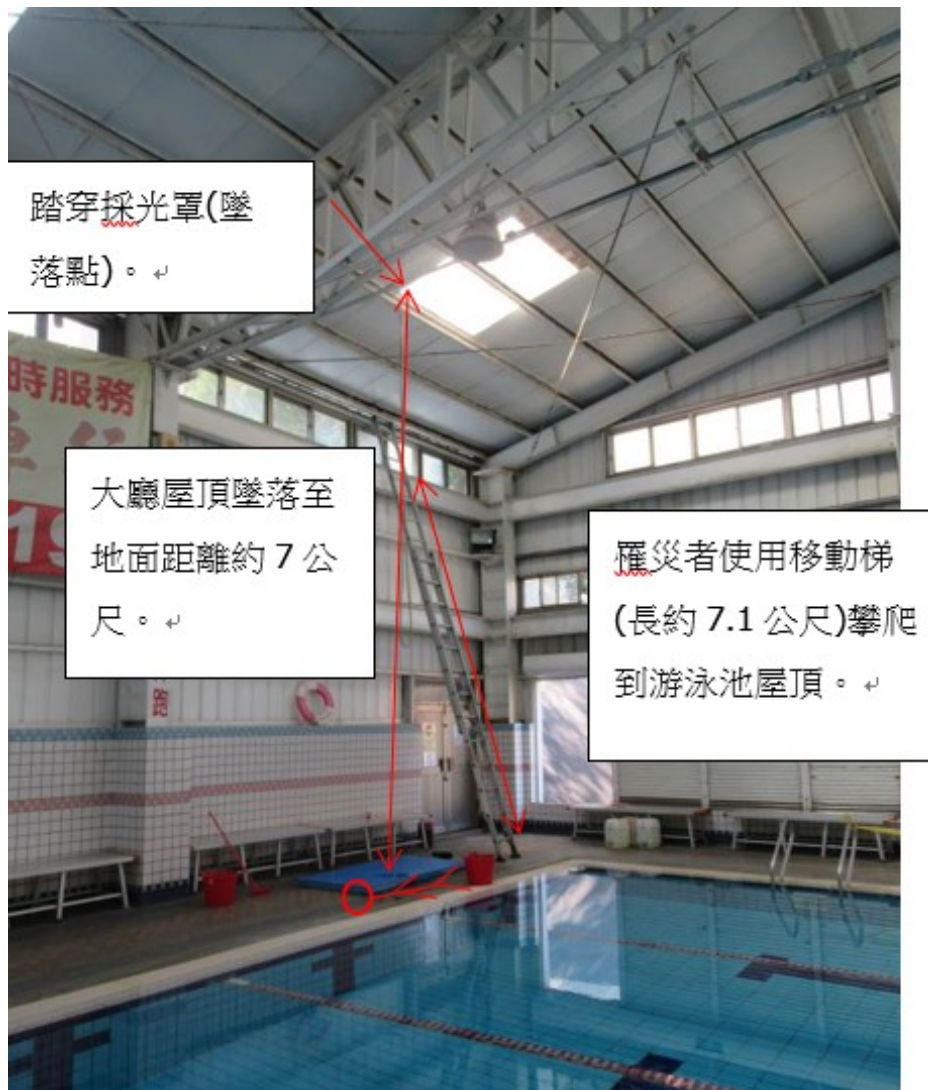 踏穿採光罩(墜
落點)。
時服務
19
大廳屋頂墜落至
地面距離約 7 公
尺。
罹災者使用移動梯
(長約 7.1 公尺)攀爬
到游泳池屋頂。
跑